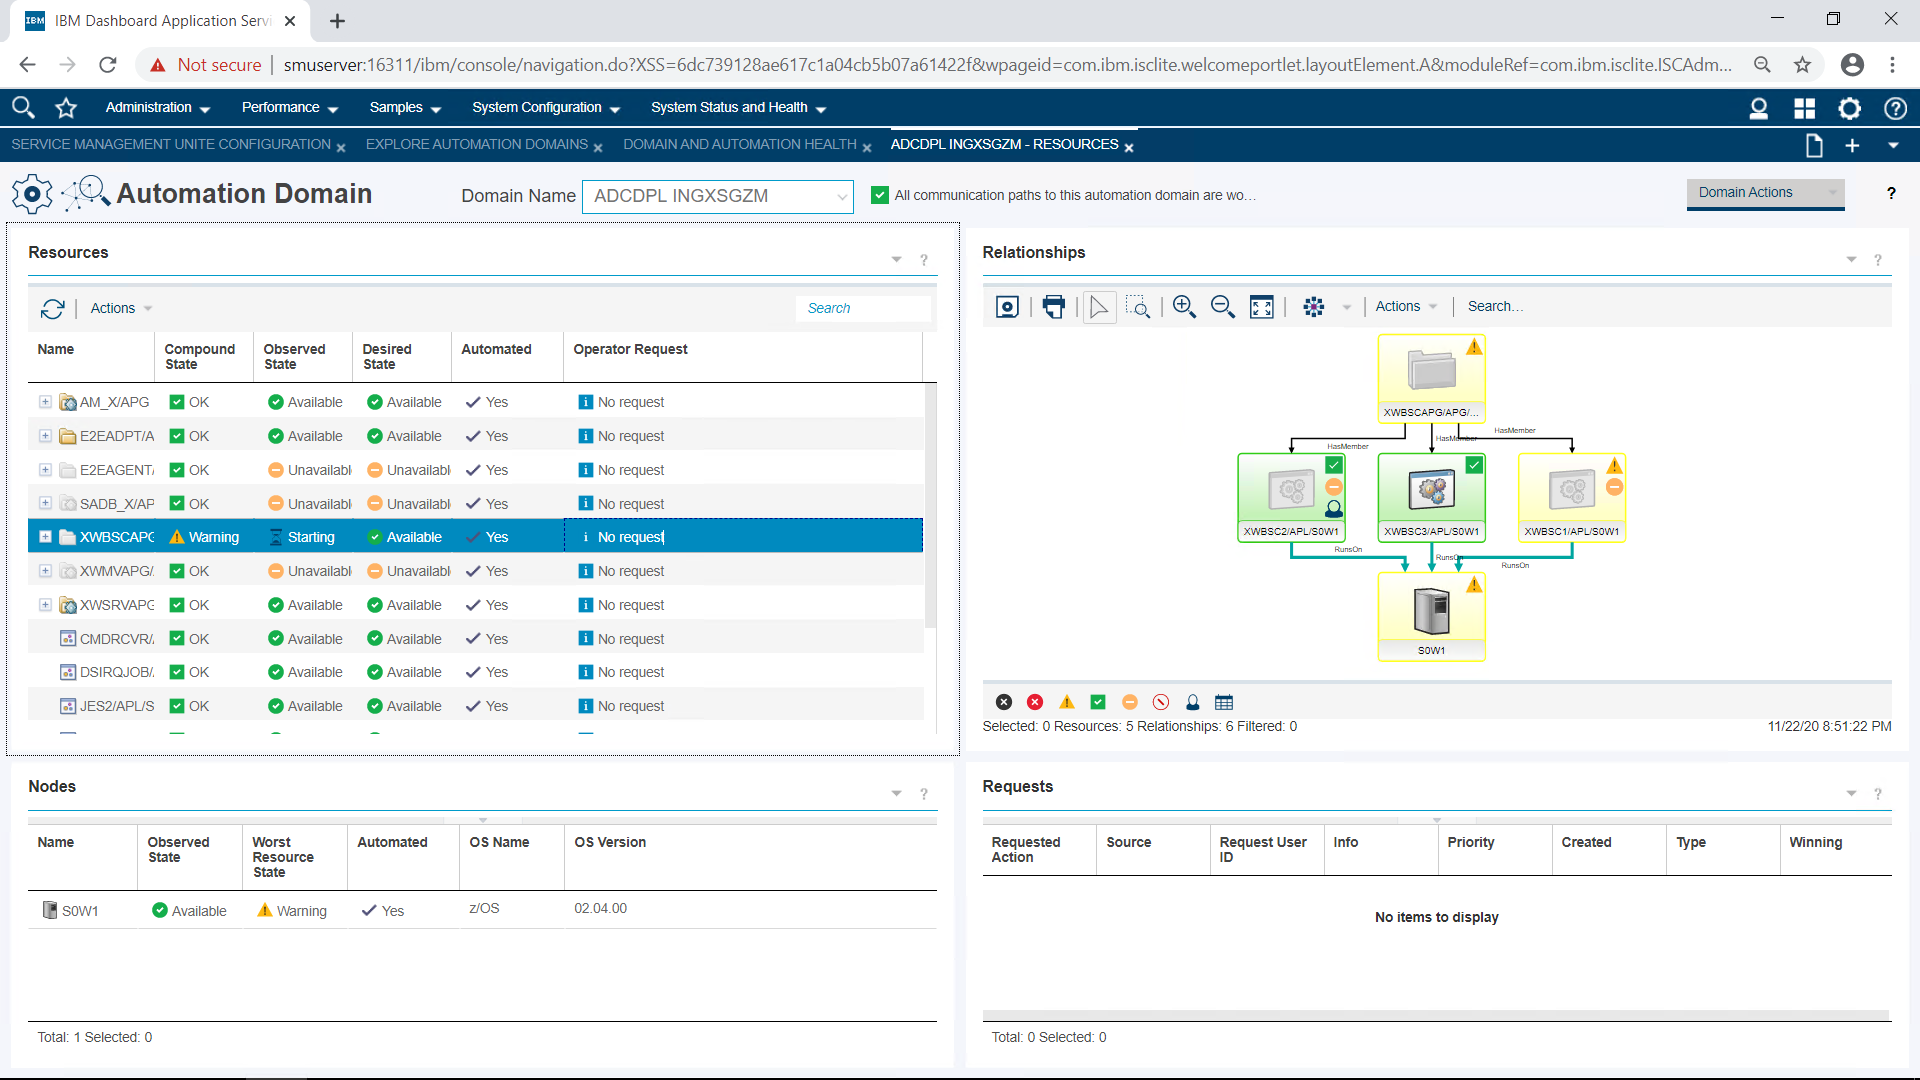 IBM Dashboard Application Servi
Not secure
smuserver:16311/ibm/console/navigation.do?XSS=6dc739128ae617c1a04cb5b07a61422f&wpageid=com.ibm.isclite.welcomeportlet.layoutElement.A&moduleRef=com.ibm.isclite.ISCAdm...
Administration Performance Samples System Configuration System Status and Health
SERVICE MANAGEMENT UNITE CONFIGURATION EXPLORE AUTOMATION DOMAINS DOMAIN AND AUTOMATION HEALTH ADCDPL INGXSGZM - RESOURCES
Automation Domain
Domain Name ADCDPL INGXSGZM
All communication paths to this automation domain are wo...
Domain Actions
?
Resources
?
Actions
Search
Name Compound State Observed State Desired State Automated Operator Request
AM_X/APG OK Available Available Yes No request
E2EADPT/A OK Available Available Yes No request
E2EAGENT/ OK Unavailabl Unavailabl Yes No request
SADB_X/AP OK Unavailabl Unavailabl Yes No request
XWBSCAPG Warning Starting Available Yes No request
XWMVAPG/ OK Unavailabl Unavailabl Yes No request
XWSRVAPG OK Available Available Yes No request
CMDRCVR/ OK Available Available Yes No request
DSIRQJOB/ OK Available Available Yes No request
JES2/APL/S OK Available Available Yes No request
Relationships
?
Actions
Search...
XWBSCAPG/APG/...
HasMember
HasMember
HasMember
XWBSC2/APL/S0W1
XWBSC3/APL/S0W1
XWBSC1/APL/S0W1
RunsOn
RunsOn
RunsOn
S0W1
Selected: 0 Resources: 5 Relationships: 6 Filtered: 0
11/22/20 8:51:22 PM
Nodes
?
Name Observed State Worst Resource State Automated OS Name OS Version
S0W1 Available Warning Yes z/OS 02.04.00
Total: 1 Selected: 0
Requests
?
Requested Action Source Request User ID Info Priority Created Type Winning
No items to display
Total: 0 Selected: 0